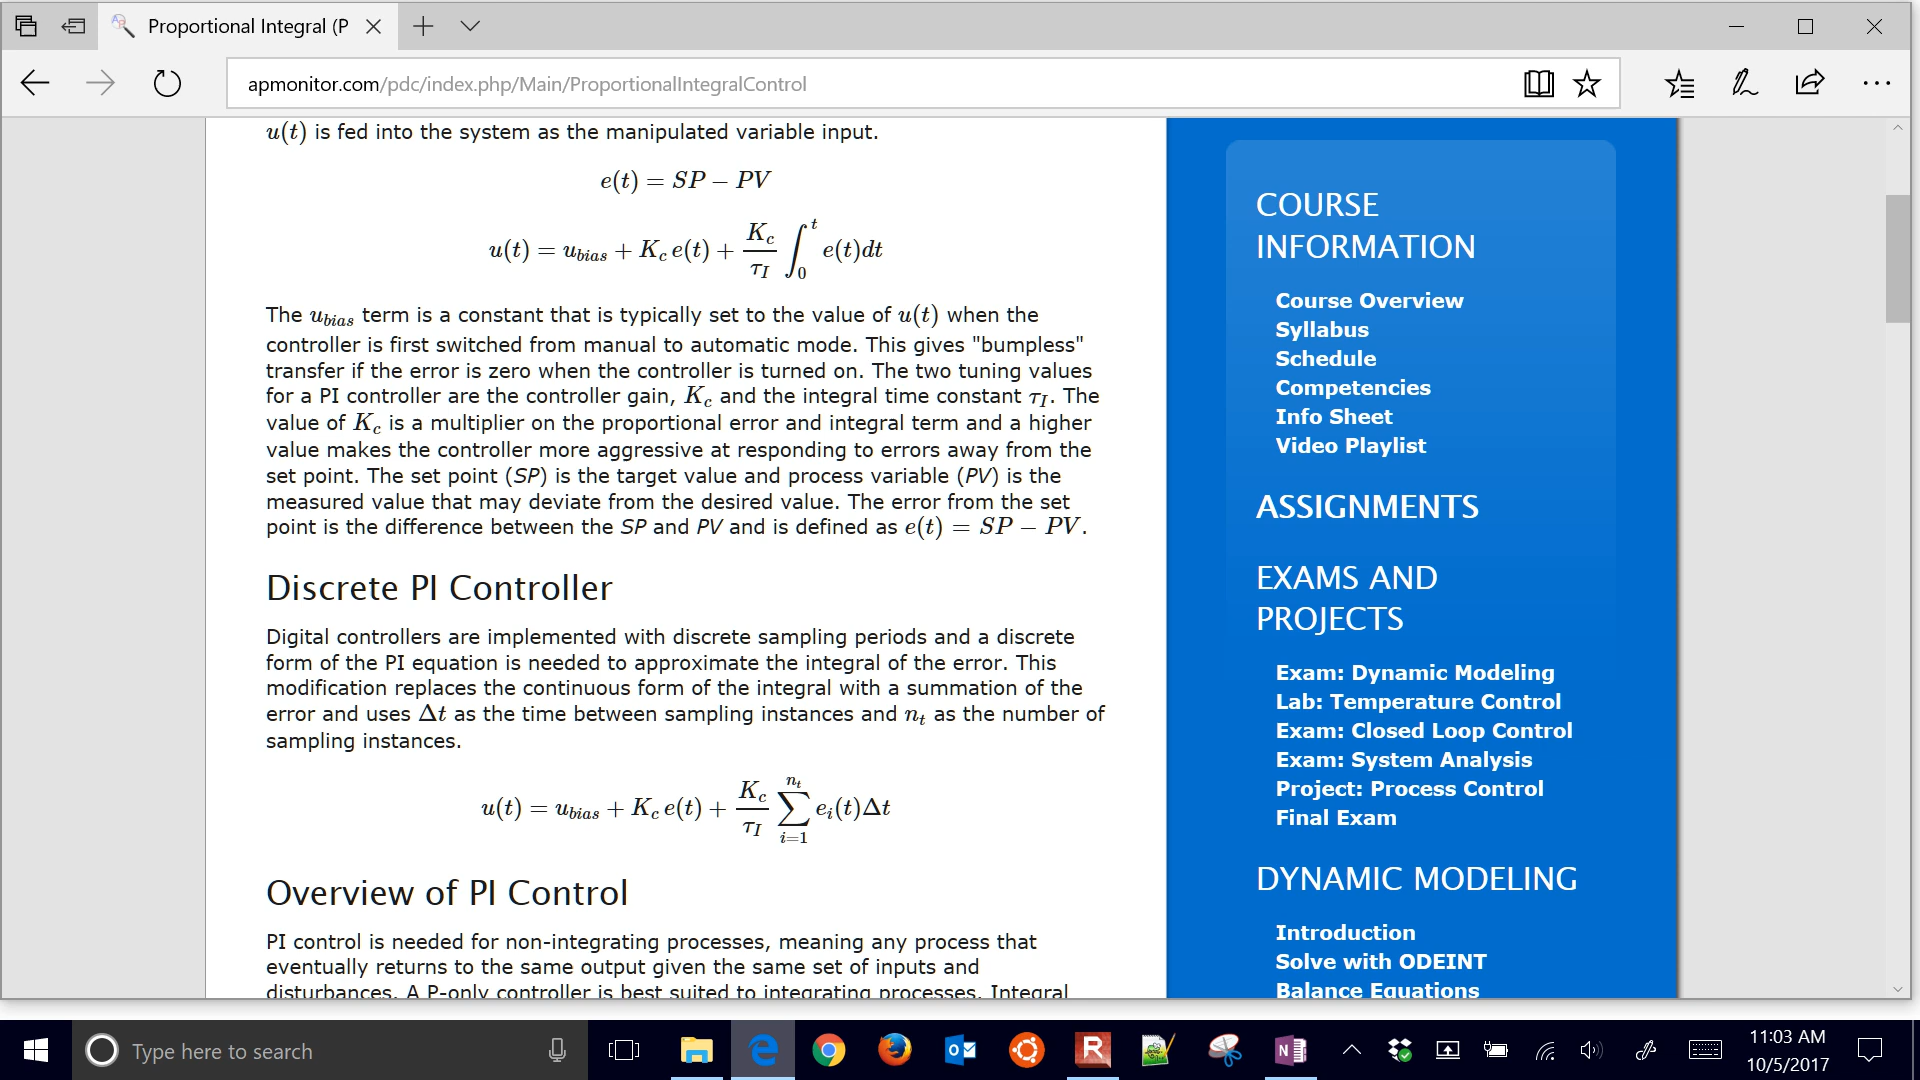 Proportional Integral (P
apmonitor.com/pdc/index.php/Main/ProportionalIntegralControl
u(t) is fed into the system as the manipulated variable input.
e(t) = SP − PV
u(t) = u_bias + K_c e(t) + K_c/τ_I ∫_0^t e(t)dt
The u_bias term is a constant that is typically set to the value of u(t) when the
controller is first switched from manual to automatic mode. This gives "bumpless"
transfer if the error is zero when the controller is turned on. The two tuning values
for a PI controller are the controller gain, K_c and the integral time constant τ_I. The
value of K_c is a multiplier on the proportional error and integral term and a higher
value makes the controller more aggressive at responding to errors away from the
set point. The set point (SP) is the target value and process variable (PV) is the
measured value that may deviate from the desired value. The error from the set
point is the difference between the SP and PV and is defined as e(t) = SP − PV.
Discrete PI Controller
Digital controllers are implemented with discrete sampling periods and a discrete
form of the PI equation is needed to approximate the integral of the error. This
modification replaces the continuous form of the integral with a summation of the
error and uses Δt as the time between sampling instances and n_t as the number of
sampling instances.
u(t) = u_bias + K_c e(t) + K_c/τ_I ∑_{i=1}^{n_t} e_i(t)Δt
Overview of PI Control
PI control is needed for non-integrating processes, meaning any process that
eventually returns to the same output given the same set of inputs and
disturbances. A P-only controller is best suited to integrating processes. Integral
COURSE
INFORMATION
Course Overview
Syllabus
Schedule
Competencies
Info Sheet
Video Playlist
ASSIGNMENTS
EXAMS AND
PROJECTS
Exam: Dynamic Modeling
Lab: Temperature Control
Exam: Closed Loop Control
Exam: System Analysis
Project: Process Control
Final Exam
DYNAMIC MODELING
Introduction
Solve with ODEINT
Balance Equations
Type here to search
11:03 AM
10/5/2017